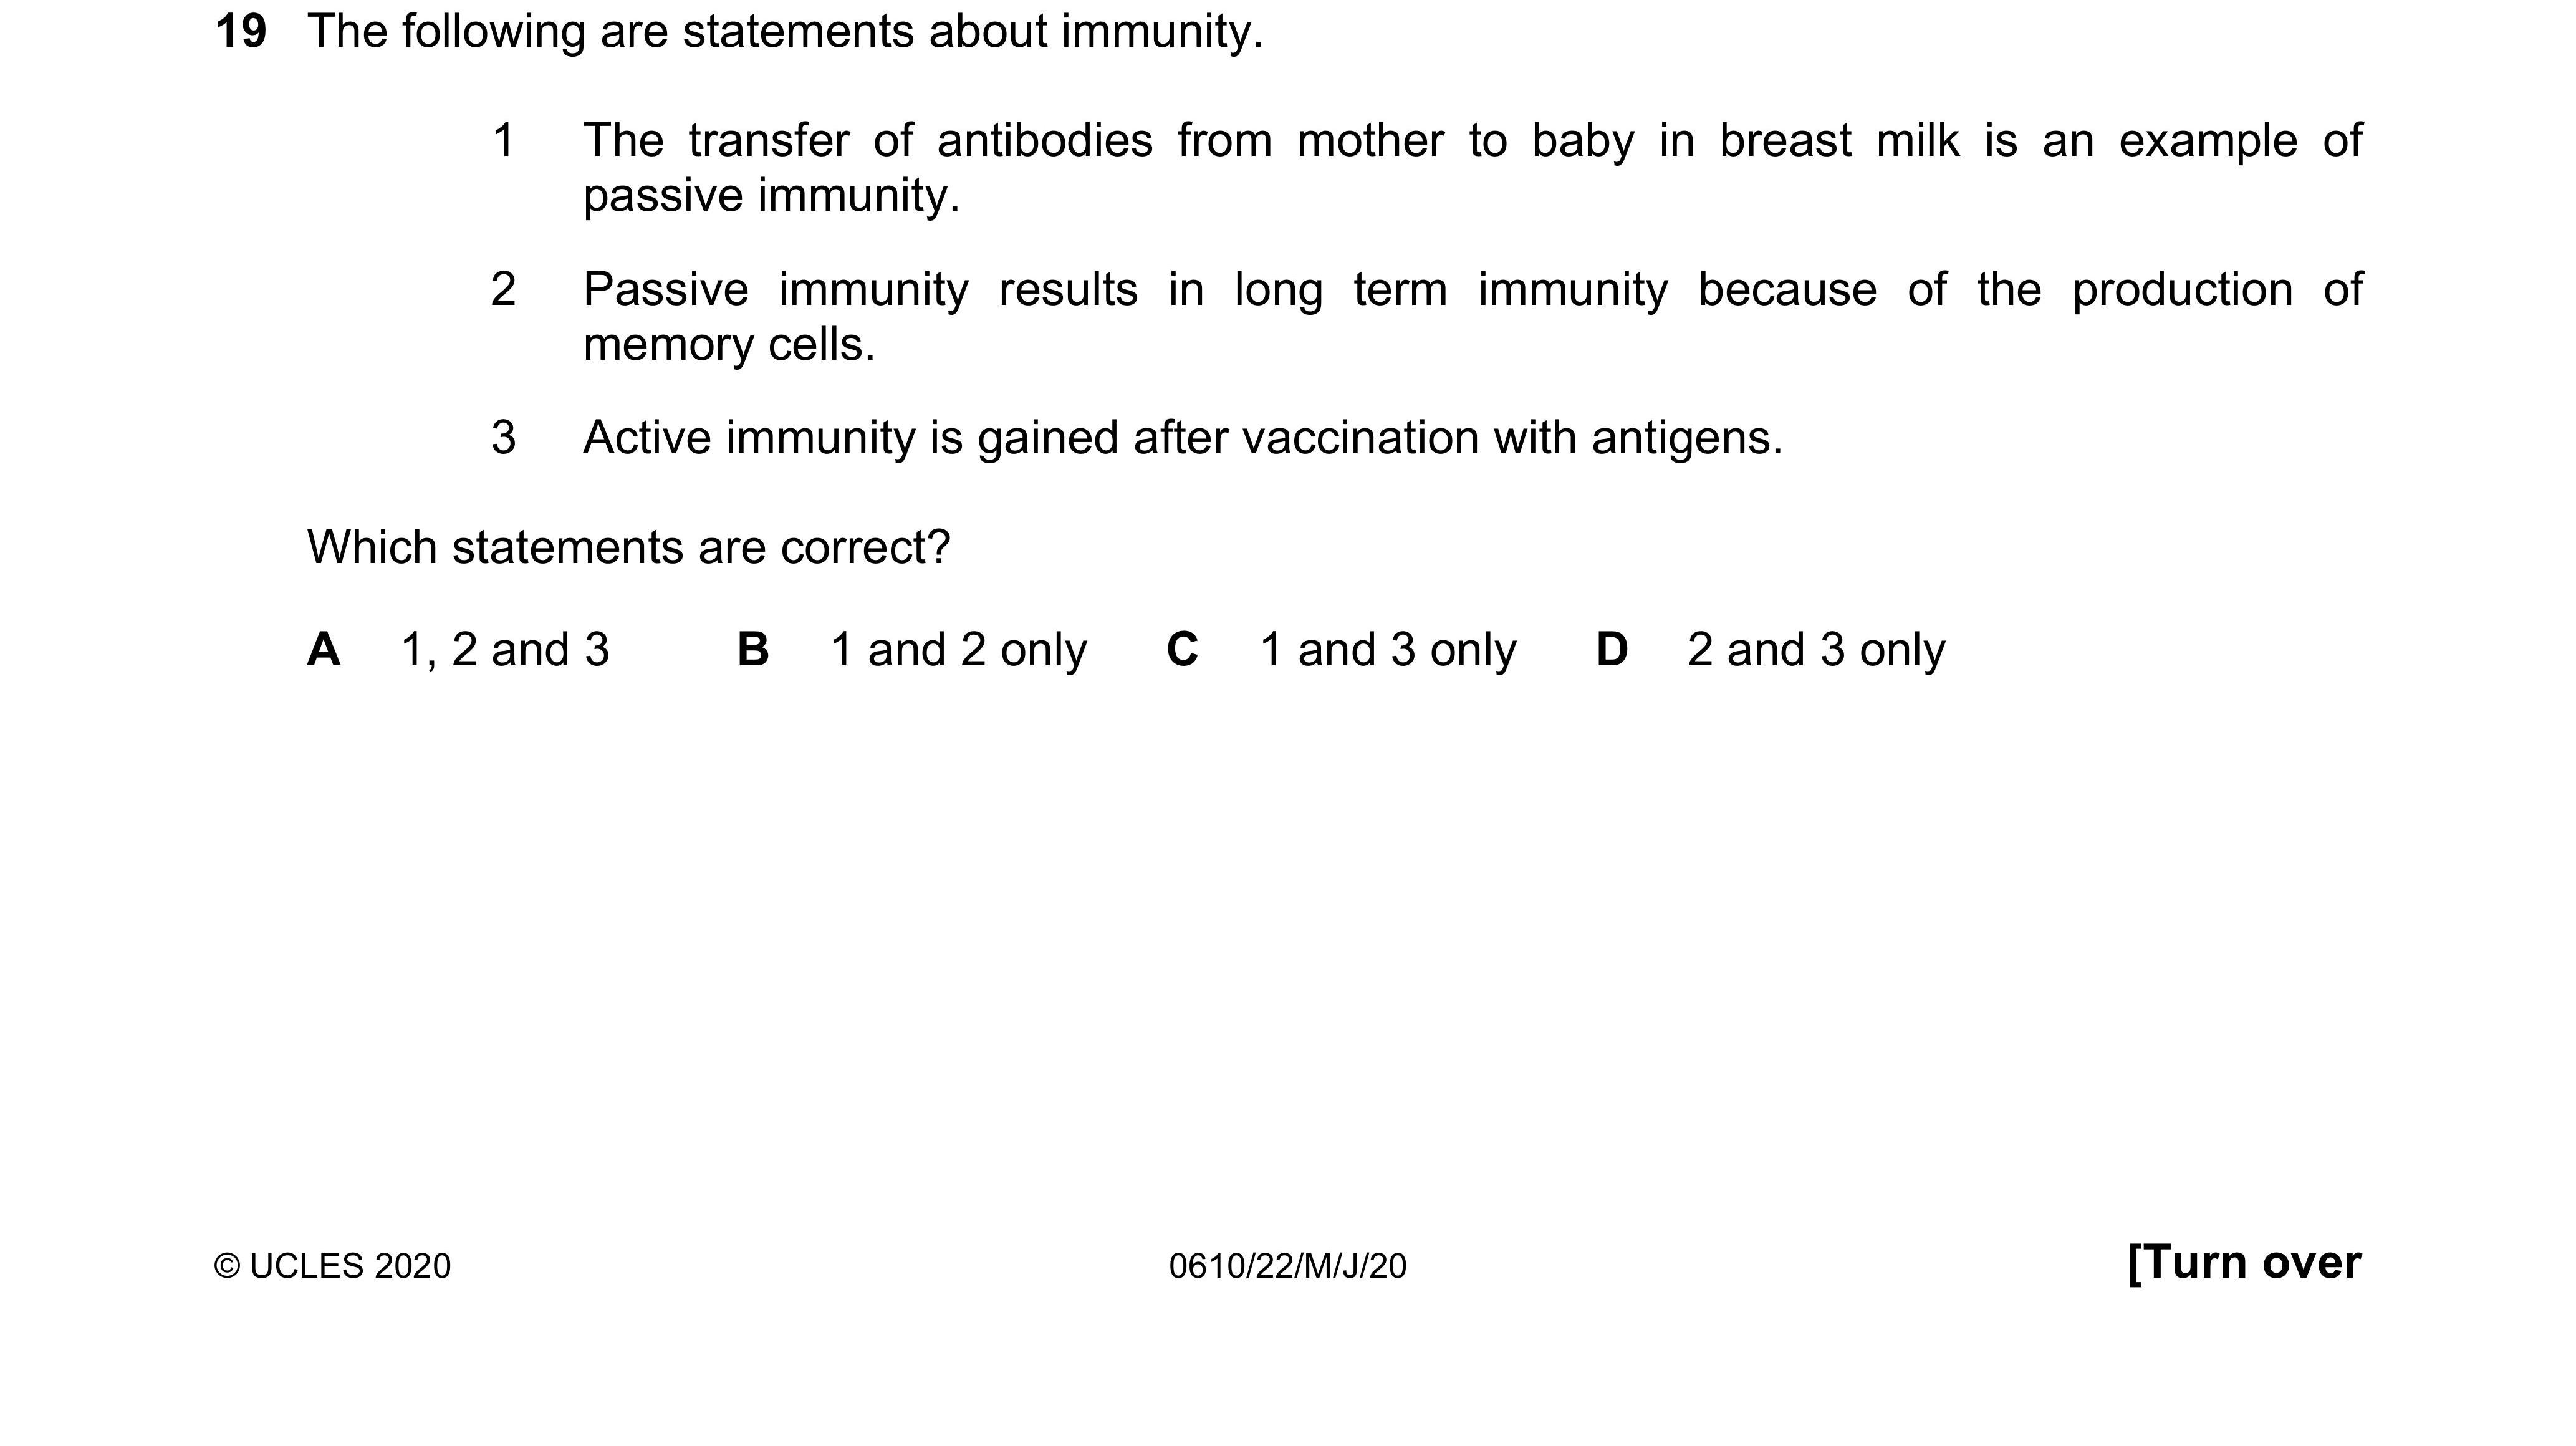 19 The following are statements about immunity.
1 The transfer of antibodies from mother to baby in breast milk is an example of
passive immunity.
2 Passive immunity results in long term immunity because of the production of
memory cells.
3 Active immunity is gained after vaccination with antigens.
Which statements are correct?
A 1, 2 and 3 B 1 and 2 only C 1 and 3 only D 2 and 3 only
© UCLES 2020 0610/22/M/J/20 [Turn over